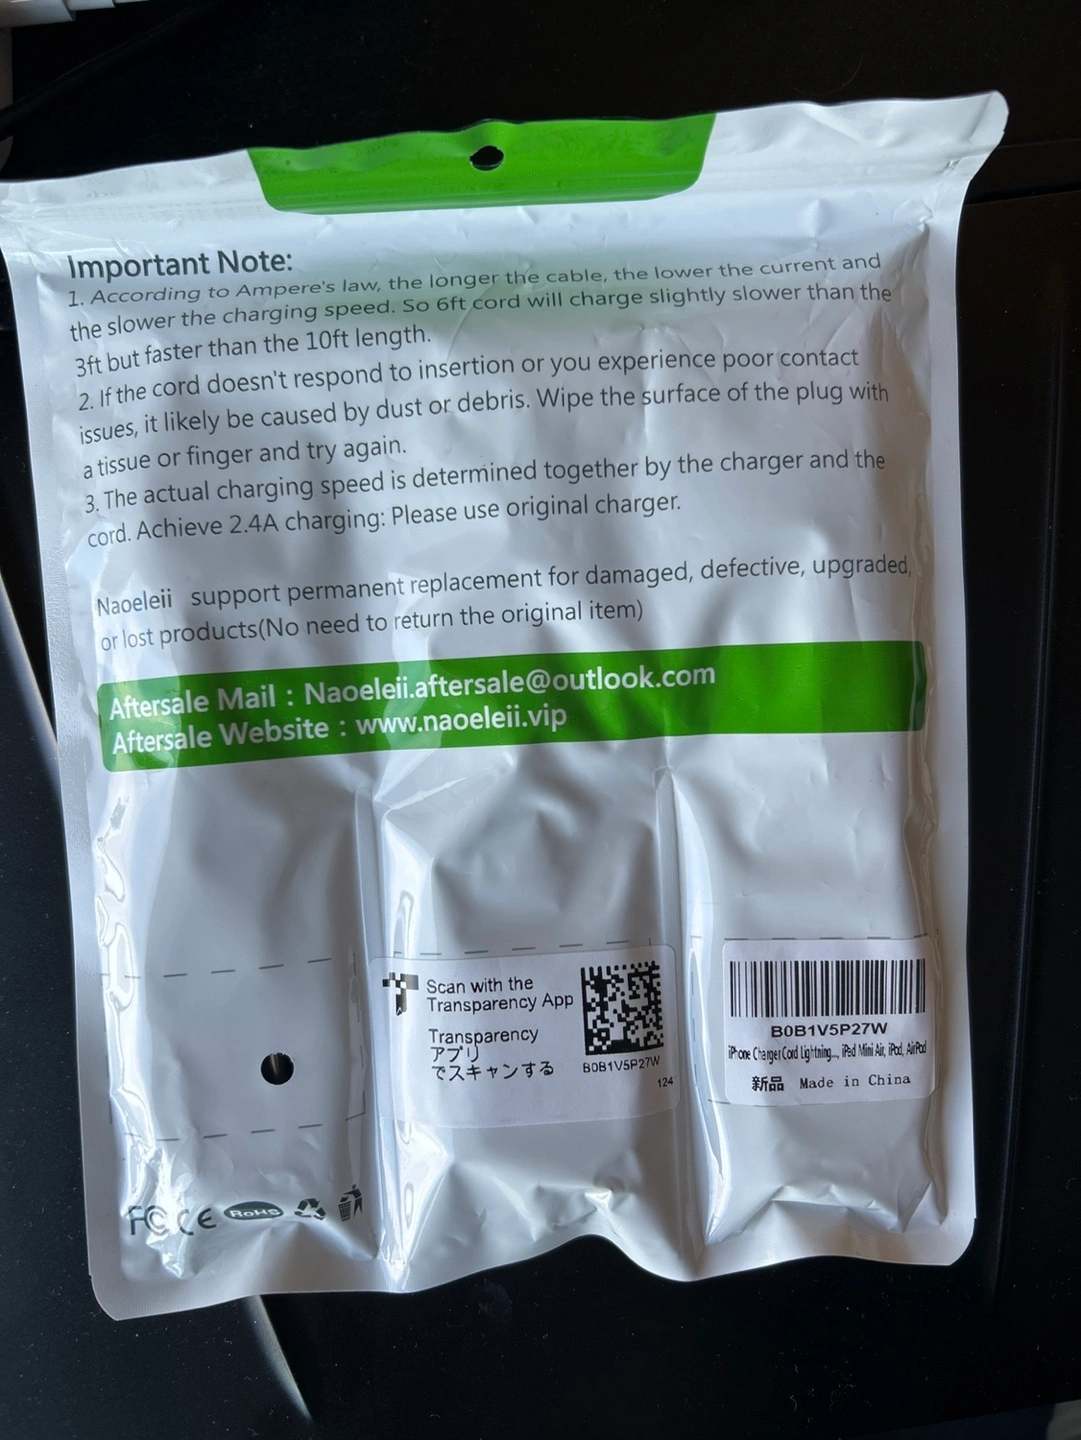 Important Note:
1. According to Ampere's law, the longer the cable, the lower the current and
the slower the charging speed. So 6ft cord will charge slightly slower than the
3ft but faster than the 10ft length.
2. If the cord doesn't respond to insertion or you experience poor contact
issues, it likely be caused by dust or debris. Wipe the surface of the plug with
a tissue or finger and try again.
3. The actual charging speed is determined together by the charger and the
cord. Achieve 2.4A charging: Please use original charger.
Naoeleii support permanent replacement for damaged, defective, upgraded,
or lost products(No need to return the original item)
Aftersale Mail : Naoeleii.aftersale@outlook.com
Aftersale Website : www.naoeleii.vip
Scan with the
Transparency App
Transparency
アプリ
でスキャンする
B0B1V5P27W
124
B0B1V5P27W
iPhone Charger Cord Lightning..., iPad Mini Air, iPod, AirPod
新品 Made in China
FC CE RoHS